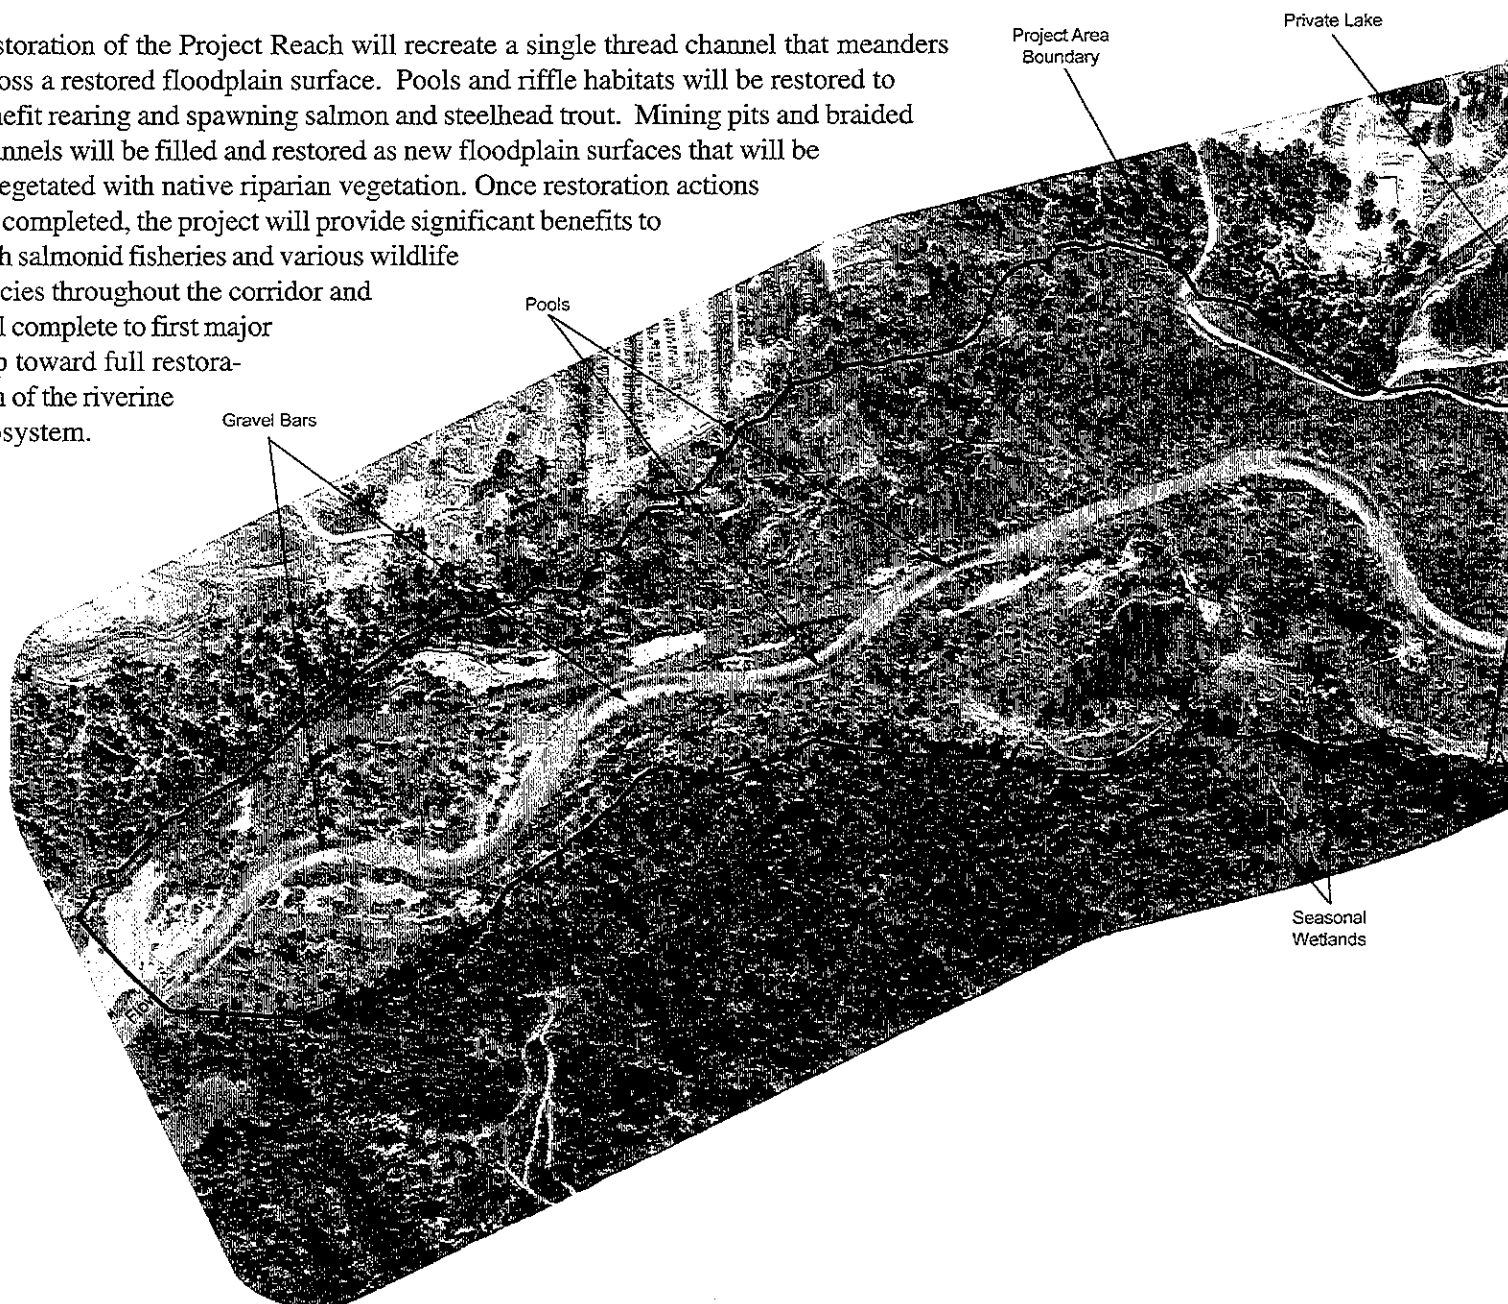 storation of the Project Reach will recreate a single thread channel that meanders
oss a restored floodplain surface. Pools and riffle habitats will be restored to
nefit rearing and spawning salmon and steelhead trout. Mining pits and braided
nnels will be filled and restored as new floodplain surfaces that will be
egetated with native riparian vegetation. Once restoration actions
completed, the project will provide significant benefits to
h salmonid fisheries and various wildlife
cies throughout the corridor and
l complete to first major
p toward full restora-
n of the riverine
system.
Project Area
Boundary
Private Lake
Pools
Gravel Bars
Seasonal
Wetlands